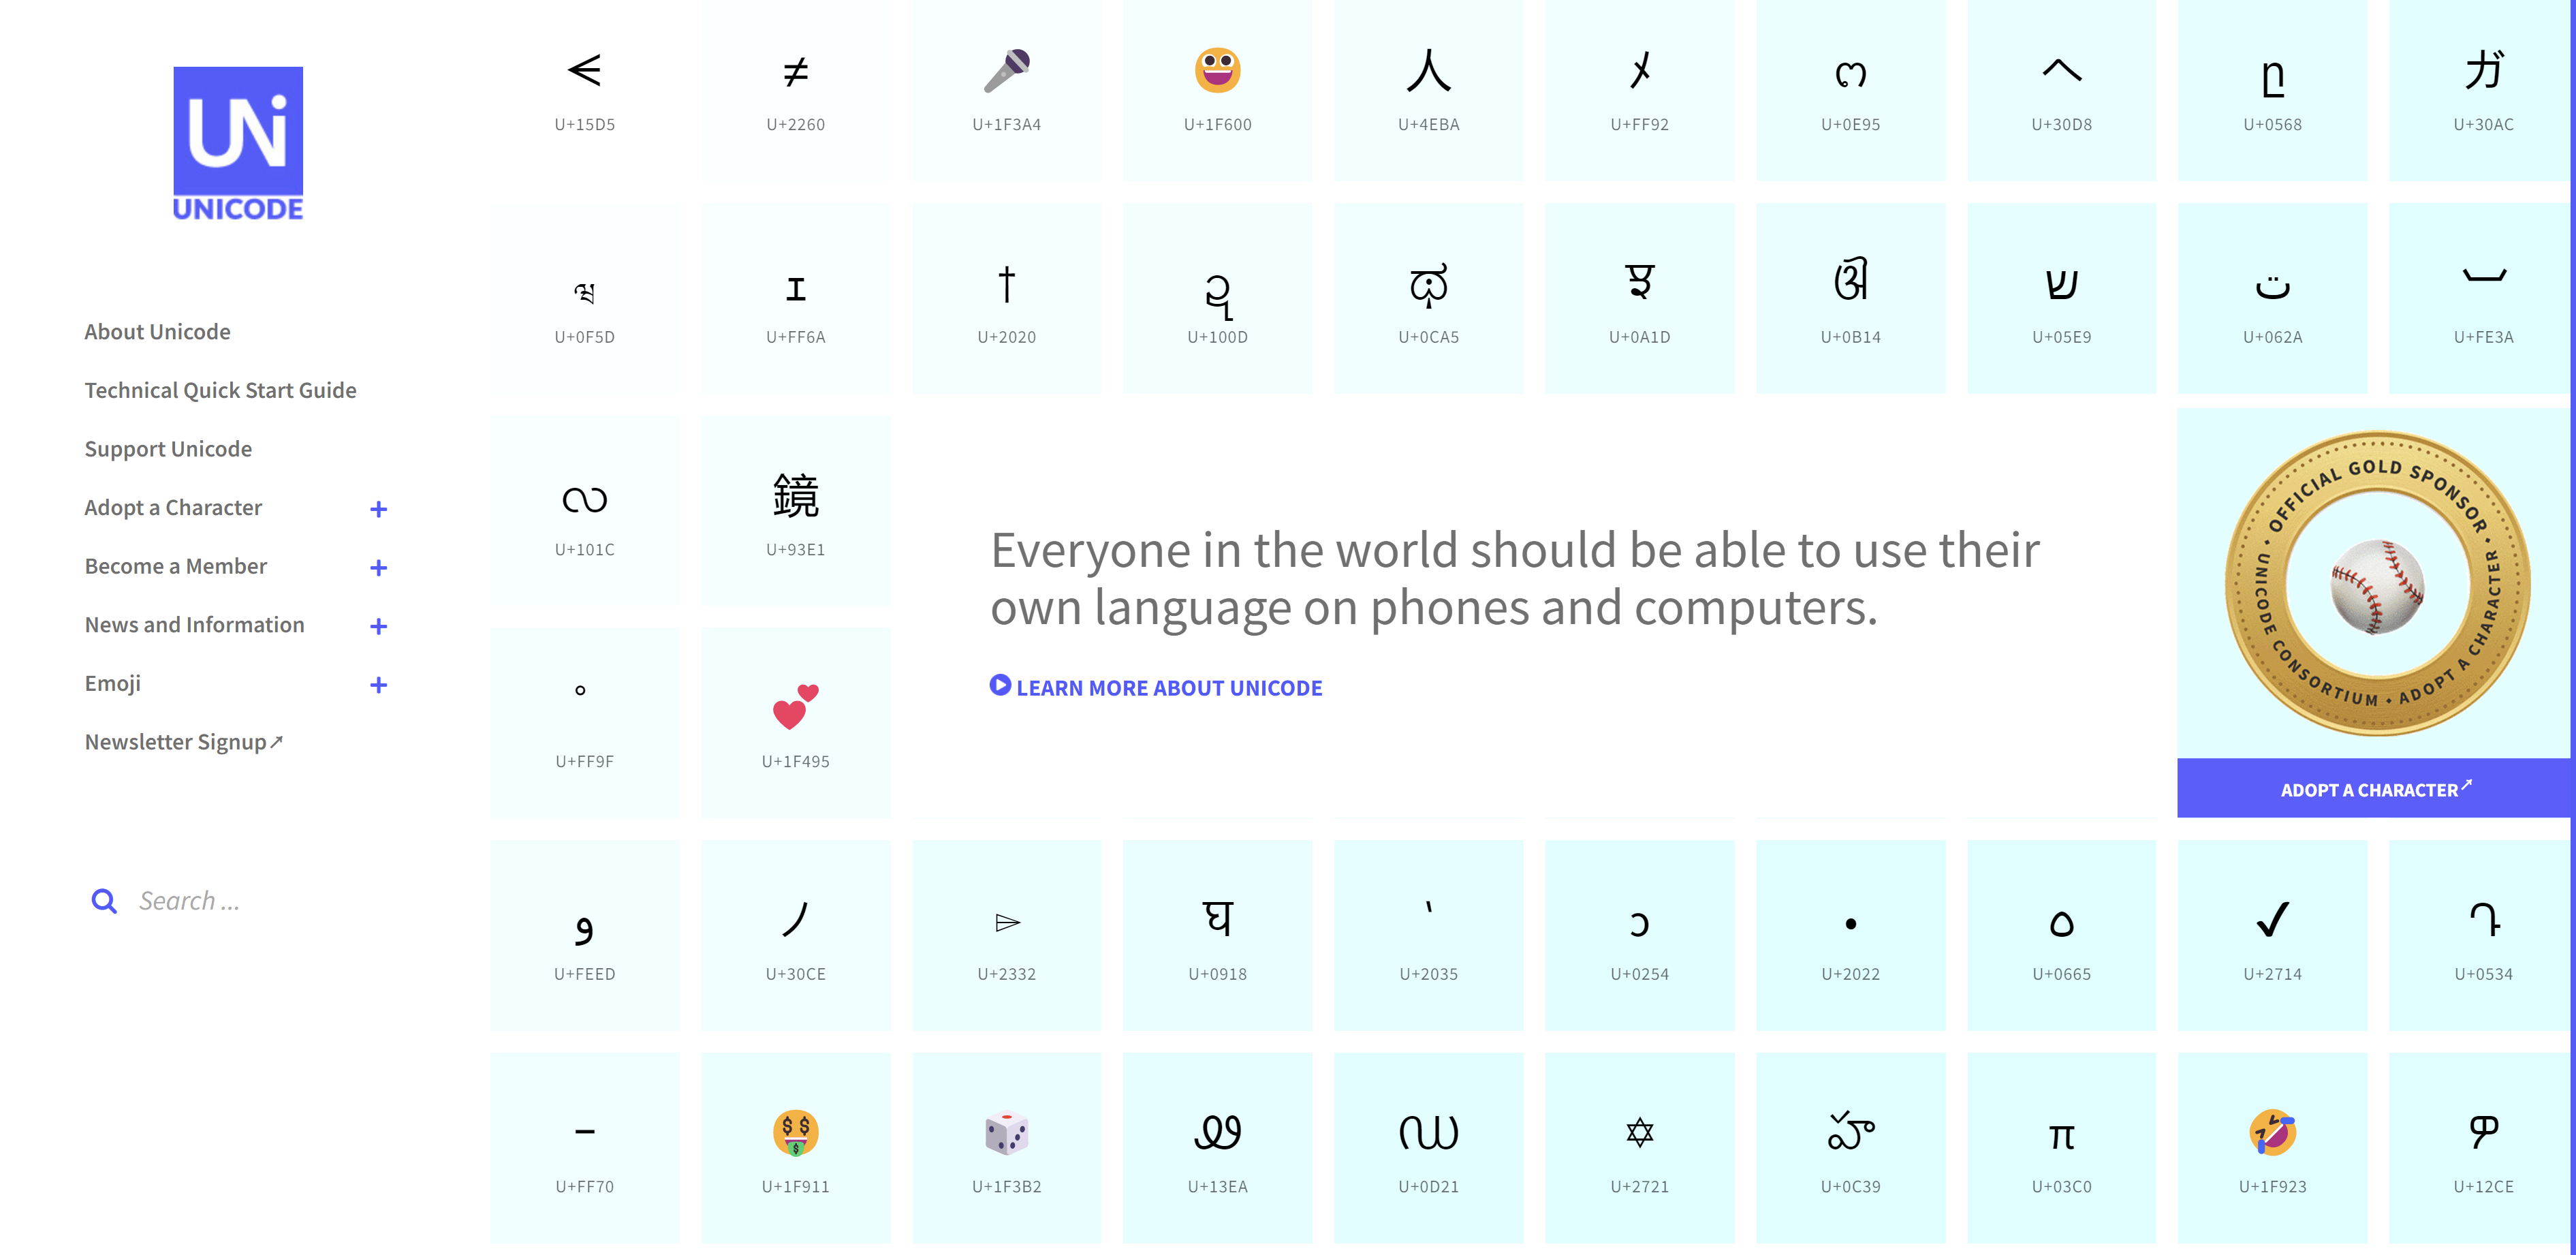 UNi
UNICODE
About Unicode
Technical Quick Start Guide
Support Unicode
Adopt a Character +
Become a Member +
News and Information +
Emoji +
Newsletter Signup➚
Search ...
ᗕ ≠ 🎤 😀 人 ﾒ ຕ ヘ ը ガ
U+15D5 U+2260 U+1F3A4 U+1F600 U+4EBA U+FF92 U+0E95 U+30D8 U+0568 U+30AC
ཝ ｪ † ဍ ಥ ਝ ଔ ש ت ︺
U+0F5D U+FF6A U+2020 U+100D U+0CA5 U+0A1D U+0B14 U+05E9 U+062A U+FE3A
လ 鏡
U+101C U+93E1
Everyone in the world should be able to use their
own language on phones and computers.
LEARN MORE ABOUT UNICODE
ﾟ 💕
U+FF9F U+1F495
OFFICIAL GOLD SPONSOR • UNICODE CONSORTIUM • ADOPT A CHARACTER •
ADOPT A CHARACTER➚
ﻭ ノ ⌲ घ ‵ ɔ • ٥ ✔ Դ
U+FEED U+30CE U+2332 U+0918 U+2035 U+0254 U+2022 U+0665 U+2714 U+0534
ｰ 🤑 🎲 Ꮺ ഡ ✡ హ π 🤣 ዎ
U+FF70 U+1F911 U+1F3B2 U+13EA U+0D21 U+2721 U+0C39 U+03C0 U+1F923 U+12CE